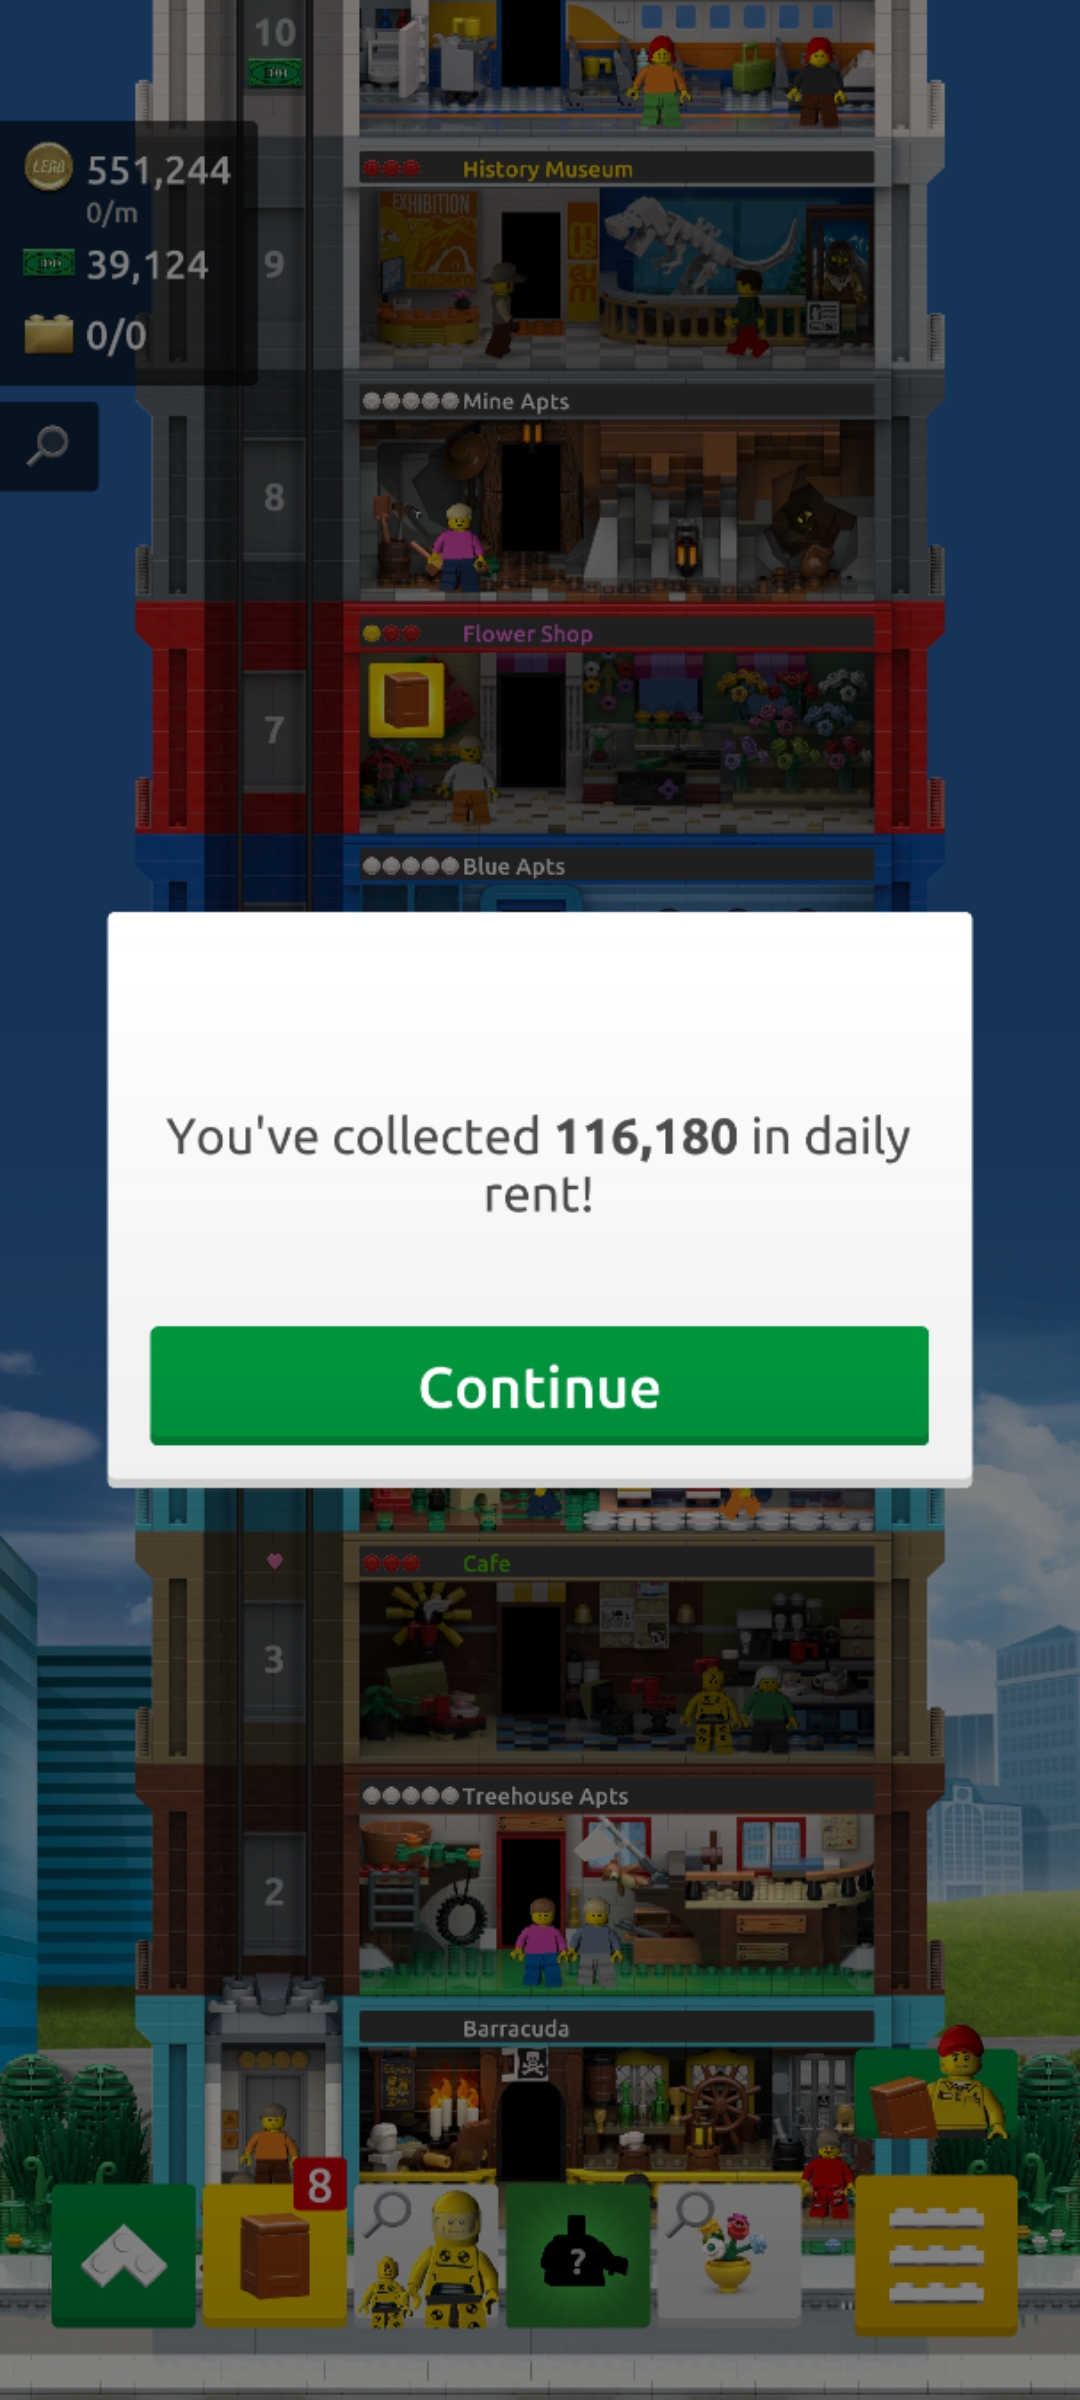 10
LEGO 551,244
0/m
39,124
0/0
History Museum
EXHIBITION
9
Mine Apts
8
Flower Shop
7
Blue Apts
You've collected 116,180 in daily
rent!
Continue
Cafe
3
Treehouse Apts
2
Barracuda
8
?